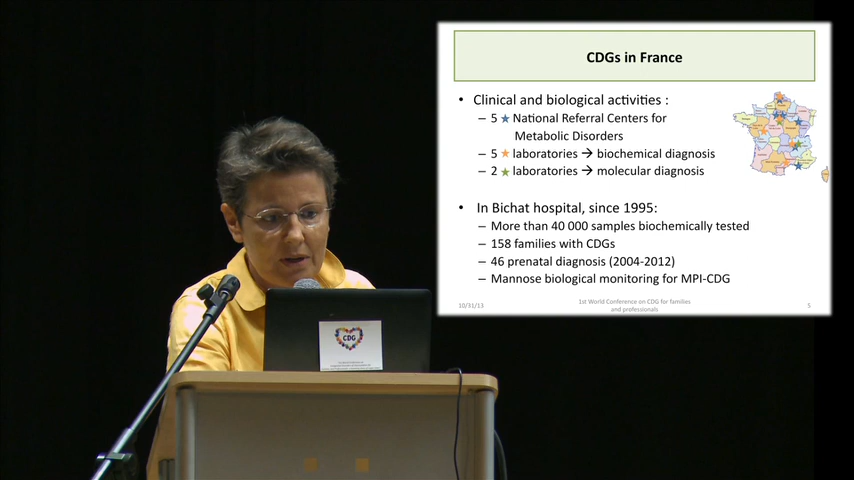 CDGs in France
• Clinical and biological activities :
– 5 ★ National Referral Centers for
Metabolic Disorders
– 5 ★ laboratories → biochemical diagnosis
– 2 ★ laboratories → molecular diagnosis
• In Bichat hospital, since 1995:
– More than 40 000 samples biochemically tested
– 158 families with CDGs
– 46 prenatal diagnosis (2004-2012)
– Mannose biological monitoring for MPI-CDG
10/31/13
1st World Conference on CDG for families
and professionals
5
CDG